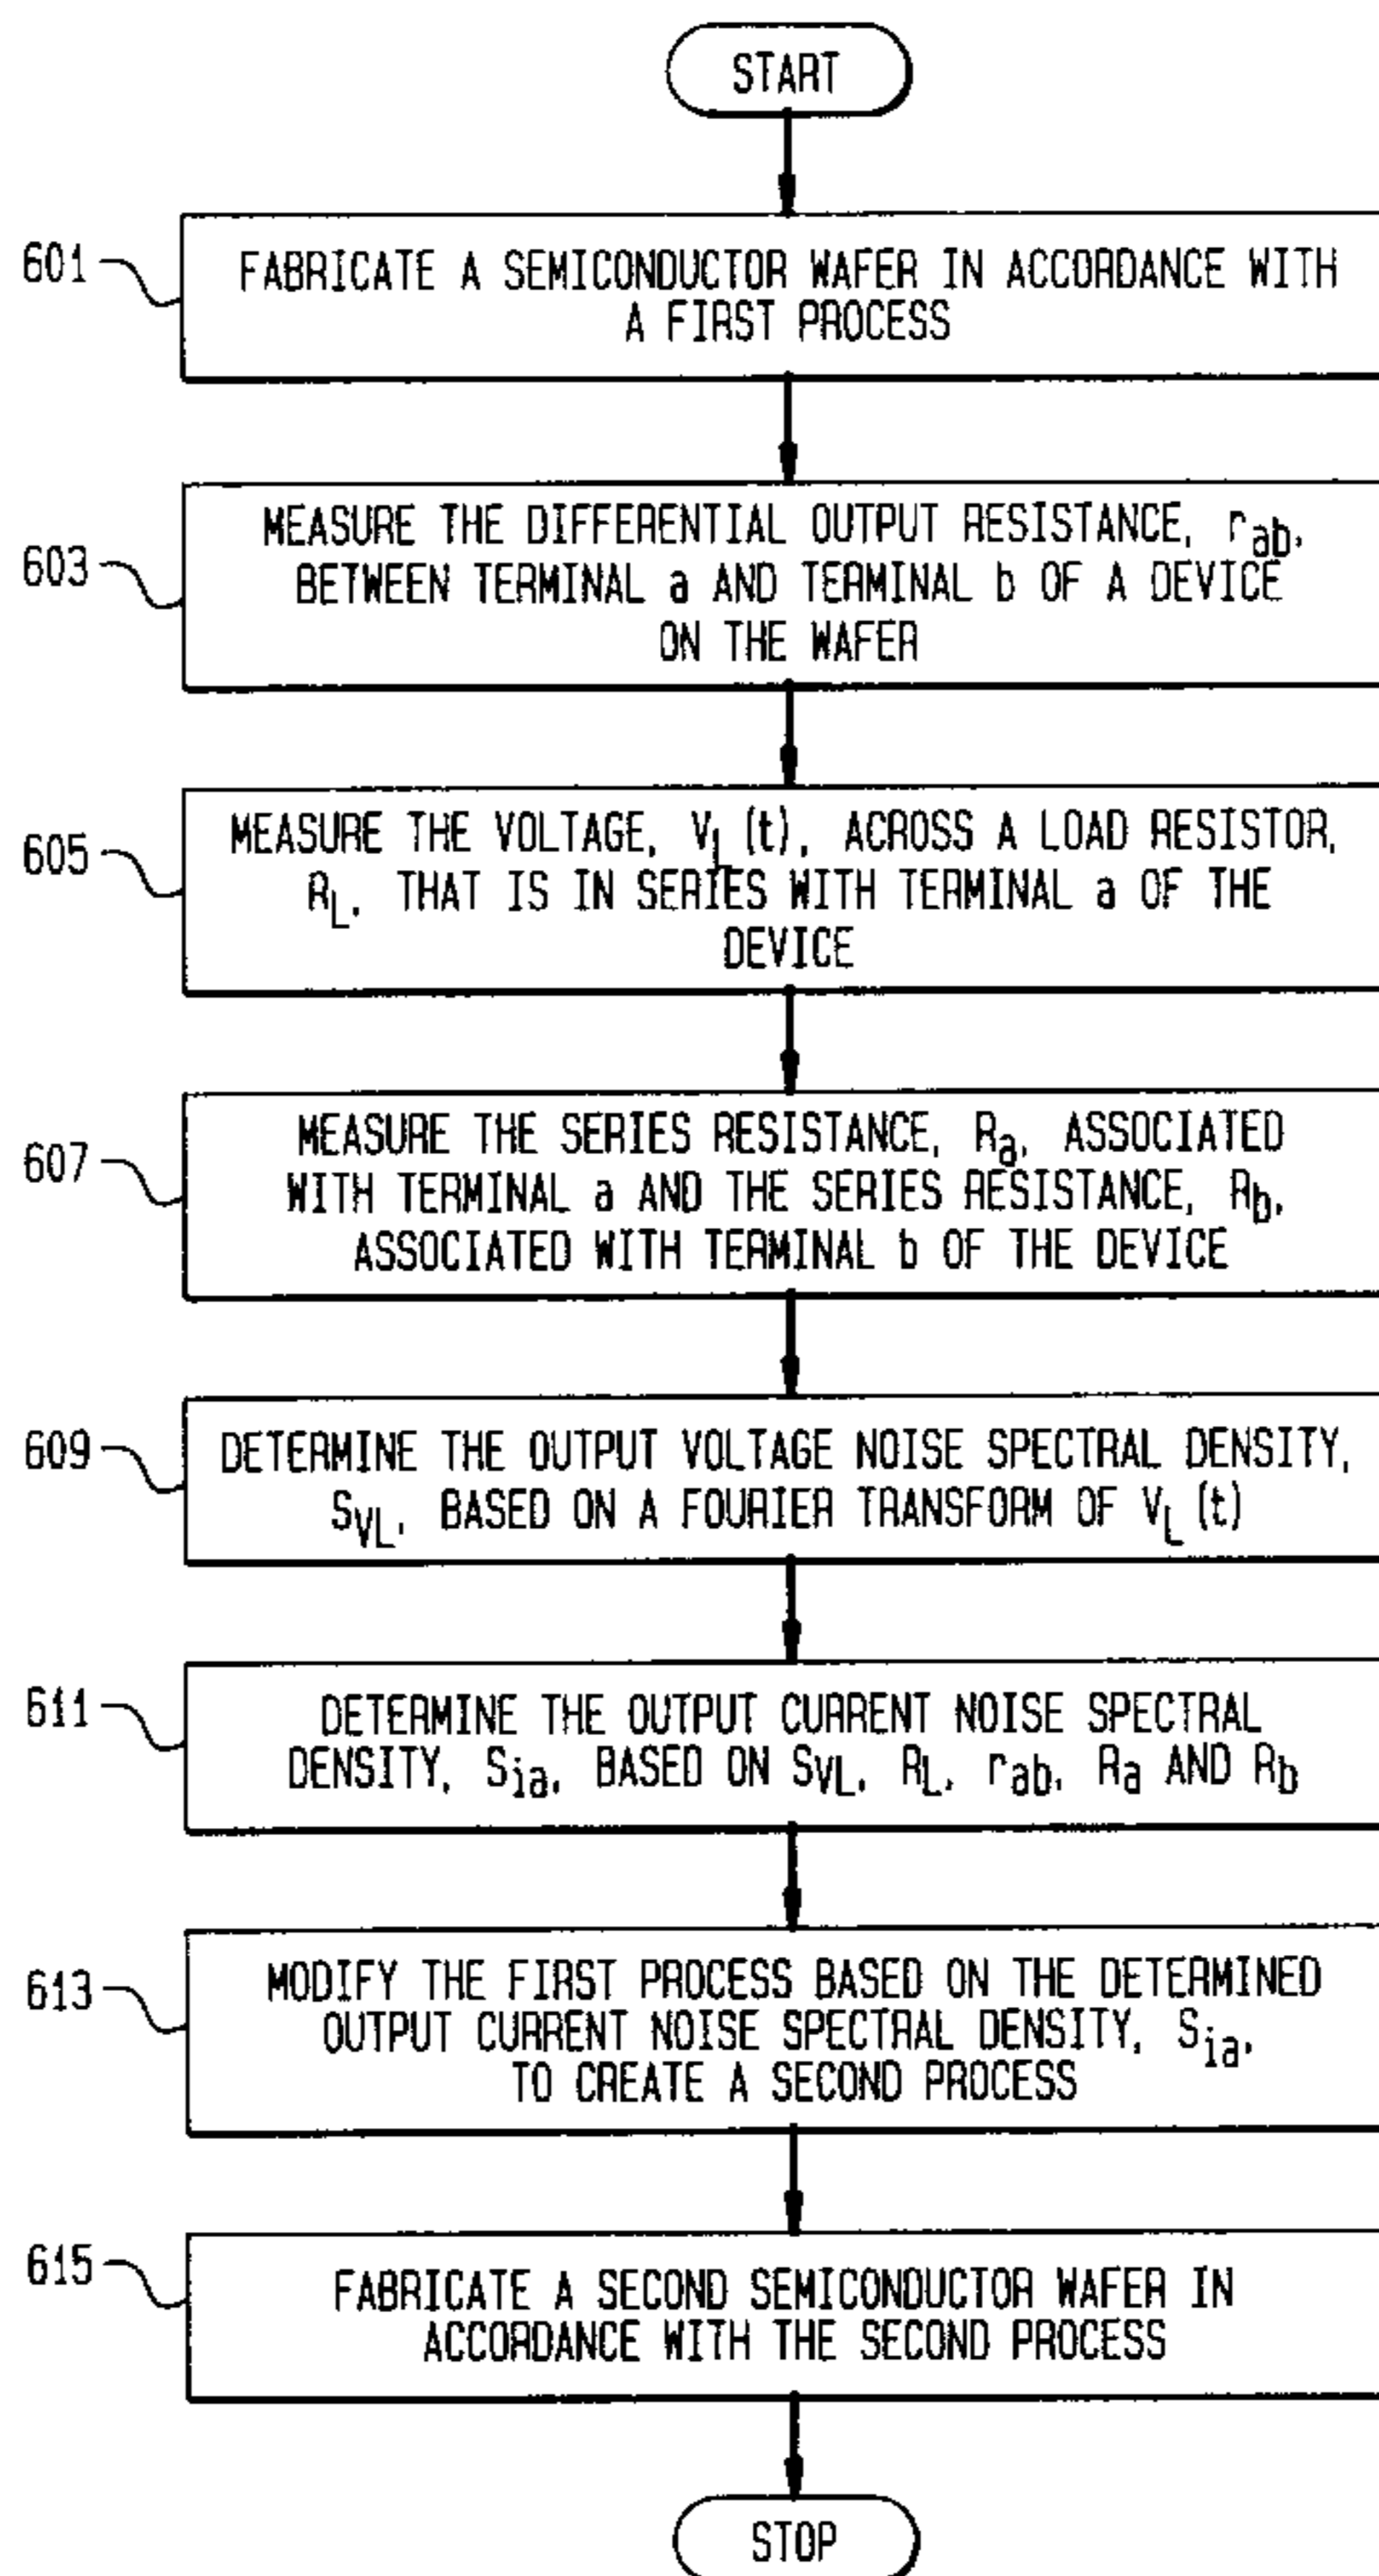 START
601
FABRICATE A SEMICONDUCTOR WAFER IN ACCORDANCE WITH
A FIRST PROCESS
603
MEASURE THE DIFFERENTIAL OUTPUT RESISTANCE, rab,
BETWEEN TERMINAL a AND TERMINAL b OF A DEVICE
ON THE WAFER
605
MEASURE THE VOLTAGE, VL(t), ACROSS A LOAD RESISTOR,
RL, THAT IS IN SERIES WITH TERMINAL a OF THE
DEVICE
607
MEASURE THE SERIES RESISTANCE, Ra, ASSOCIATED
WITH TERMINAL a AND THE SERIES RESISTANCE, Rb,
ASSOCIATED WITH TERMINAL b OF THE DEVICE
609
DETERMINE THE OUTPUT VOLTAGE NOISE SPECTRAL DENSITY,
SVL, BASED ON A FOURIER TRANSFORM OF VL(t)
611
DETERMINE THE OUTPUT CURRENT NOISE SPECTRAL
DENSITY, Sia, BASED ON SVL, RL, rab, Ra AND Rb
613
MODIFY THE FIRST PROCESS BASED ON THE DETERMINED
OUTPUT CURRENT NOISE SPECTRAL DENSITY, Sia,
TO CREATE A SECOND PROCESS
615
FABRICATE A SECOND SEMICONDUCTOR WAFER IN
ACCORDANCE WITH THE SECOND PROCESS
STOP